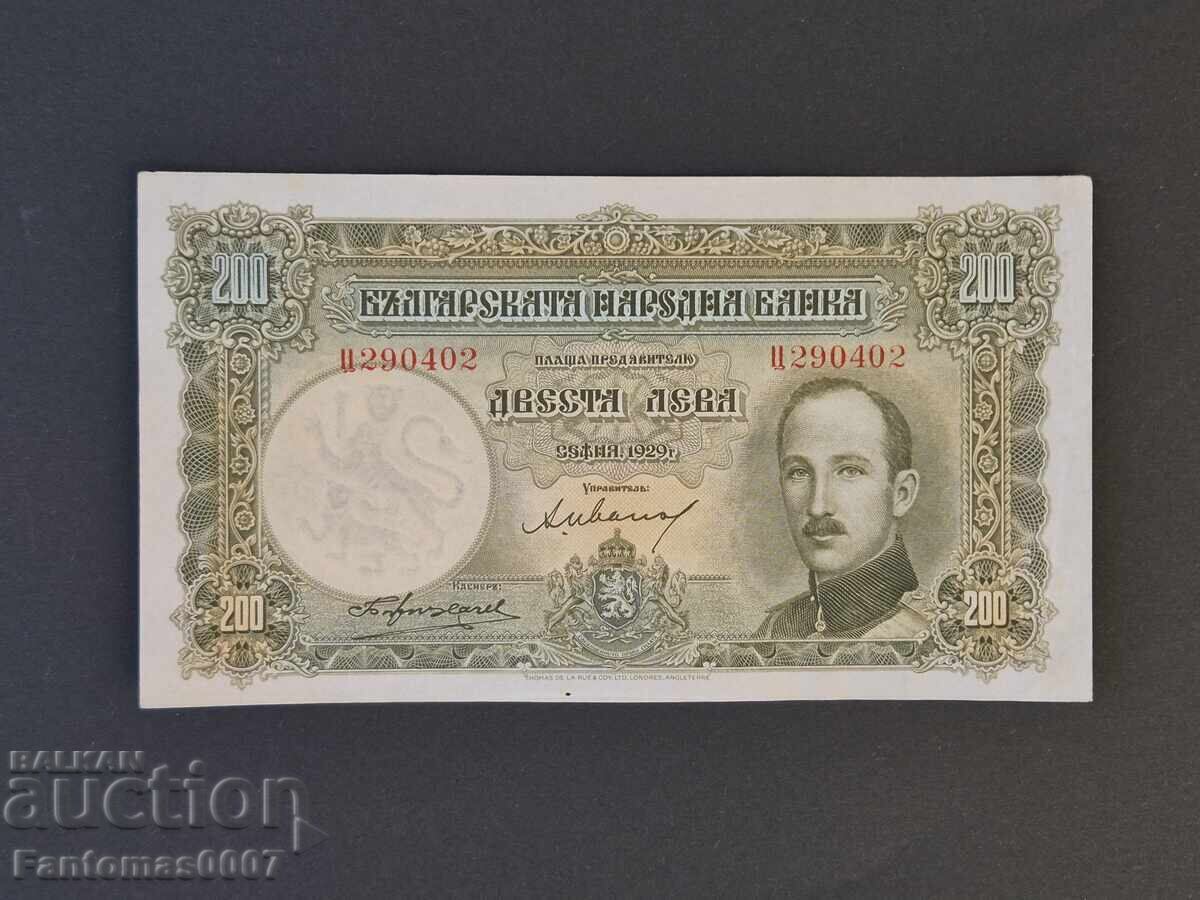 200
200
БЪЛГАРСКАТА НАРОДНА БАНКА
Ц290402
ПЛАЩА ПРЕДЯВИТЕЛЮ
Ц290402
ДВЕСТА ЛЕВА
СОФИЯ, 1929г.
Управитель:
Касиеръ:
200
200
THOMAS DE LA RUE & COY, LTD, LONDRES, ANGLETERRE
BALKAN
auction
Fantomas0007